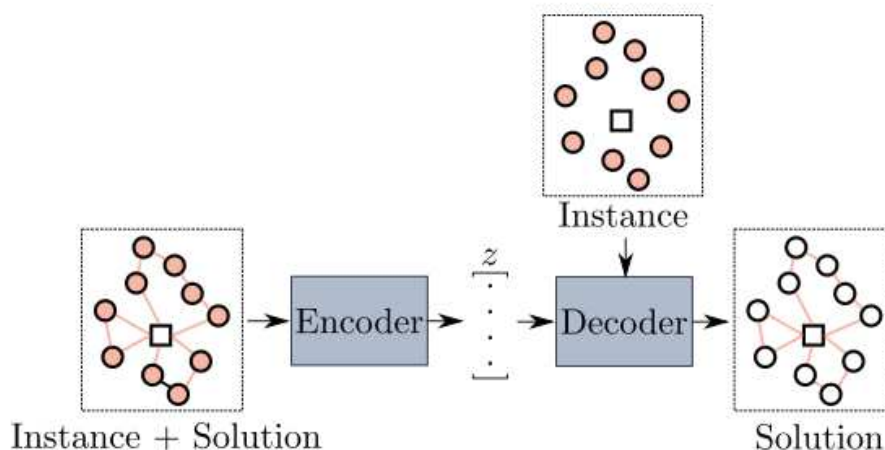 Instance
z
Encoder
Decoder
Instance + Solution
Solution